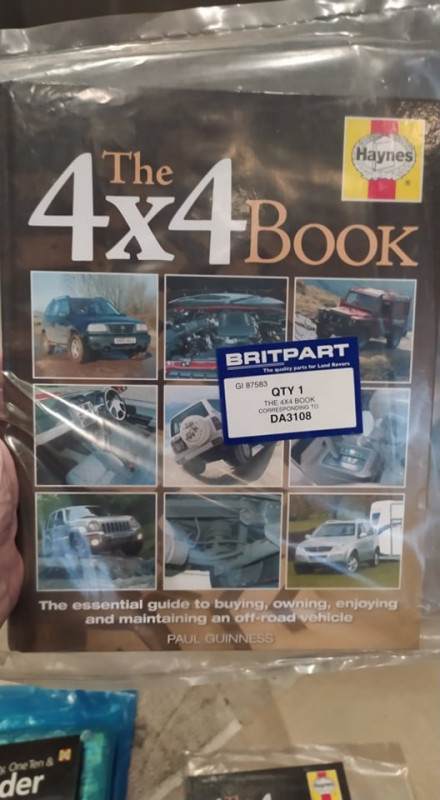 The
4x4 BOOK
Haynes
®
BRITPART
The quality parts for Land Rovers
GI 87583
QTY 1
THE 4X4 BOOK
CORRESPONDING TO
DA3108
The essential guide to buying, owning, enjoying
and maintaining an off-road vehicle
PAUL GUINNESS
One Ten &
der
Haynes